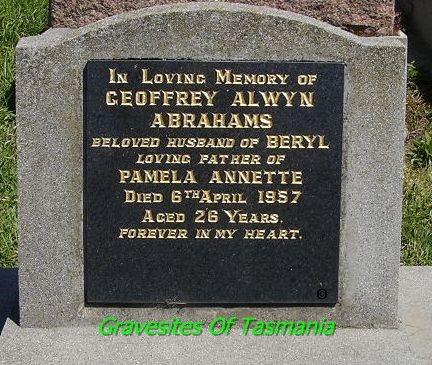 In Loving Memory of
GEOFFREY ALWYN
ABRAHAMS
BELOVED HUSBAND OF BERYL
LOVING FATHER OF
PAMELA ANNETTE
Died 6TH April 1957
Aged 26 Years.
FOREVER IN MY HEART.
Gravesites Of Tasmania